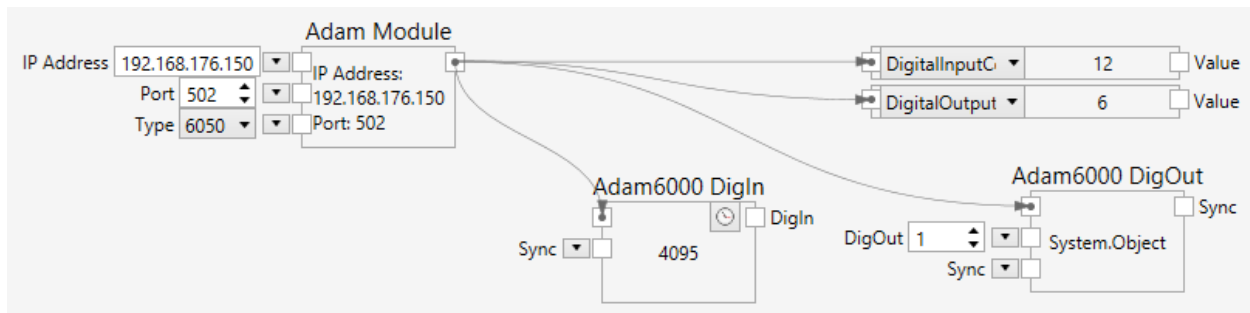 Adam Module
IP Address 192.168.176.150
Port 502
Type 6050
IP Address:
192.168.176.150
Port: 502
DigitalInputC 12 Value
DigitalOutput 6 Value
Adam6000 DigIn
DigIn
Sync
4095
Adam6000 DigOut
Sync
DigOut 1
System.Object
Sync